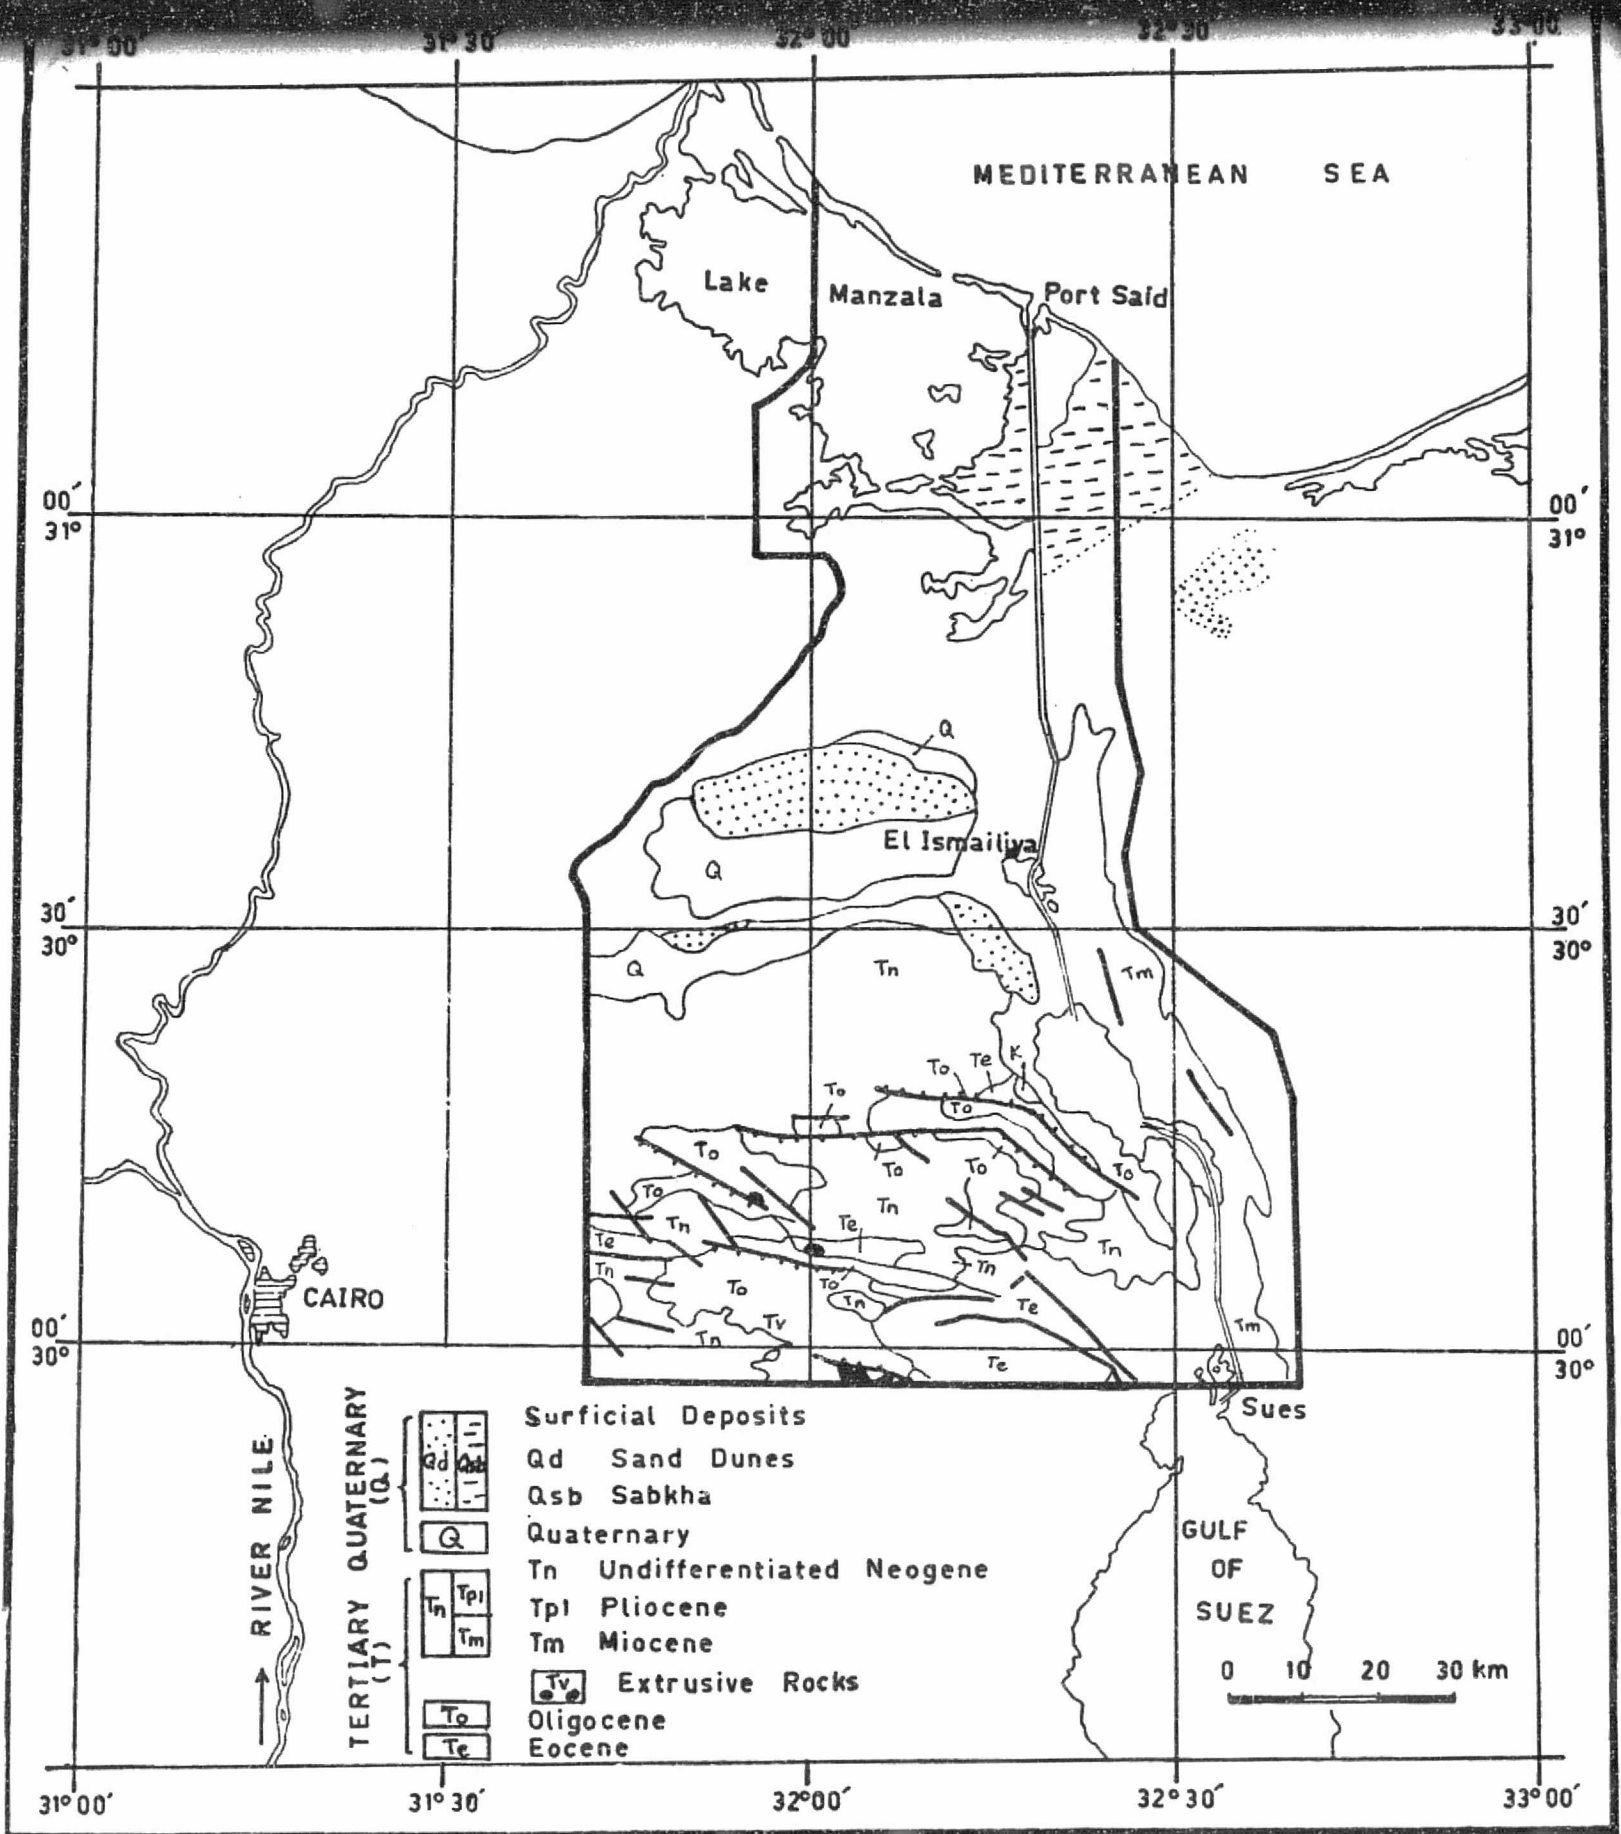 31°00′ 31°30′ 32°00′ 32°30 33°00
MEDITERRANEAN SEA
Lake Manzala
Port Said
00′
31°
00′
31°
Q
El Ismailiya
Q
30′
30°
30′
30°
Q
Tn
Tm
To Te K
To
To
To
To To To
To
Tn
Tn
Te
Te
Tn
Tn
Tn
To
To
Tn
Te
CAIRO
Tv
Tn
Tm
00′
30°
00′
30°
Te
Sues
RIVER NILE
GULF
OF
SUEZ
0 10 20 30 km
QUATERNARY
(Q)
TERTIARY
(T)
Surficial Deposits
Qd Qsb
Qd Sand Dunes
Qsb Sabkha
Q Quaternary
Tn Undifferentiated Neogene
Tn Tpl
Tpl Pliocene
Tm
Tm Miocene
Tv Extrusive Rocks
To Oligocene
Te Eocene
31°00′ 31°30′ 32°00′ 32°30′ 33°00′